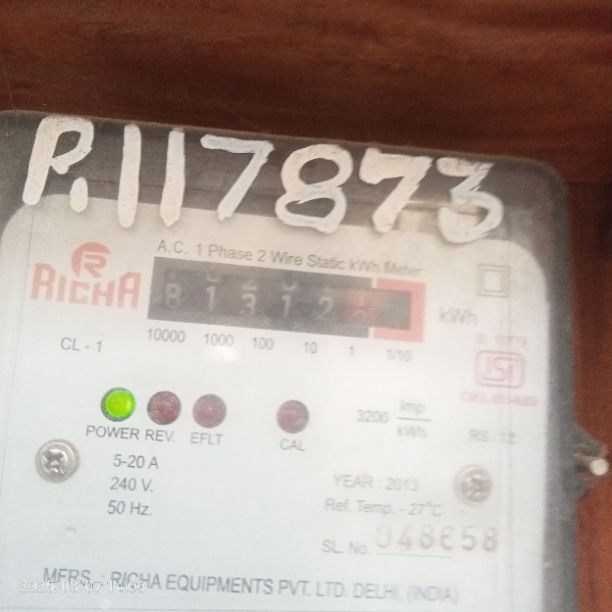 P.117873
A.C. 1 Phase 2 Wire Static kWh Meter
RICHA
8 1 3 1 2
kWh
10000 1000 100 10 1 1/10
CL - 1
3200 Imp
kWh
POWER REV. EFLT CAL
5-20 A
240 V.
50 Hz.
YEAR : 2013
Ref. Temp. - 27°C
SL. No.
MFRS. : RICHA EQUIPMENTS PVT. LTD. DELHI, (INDIA)